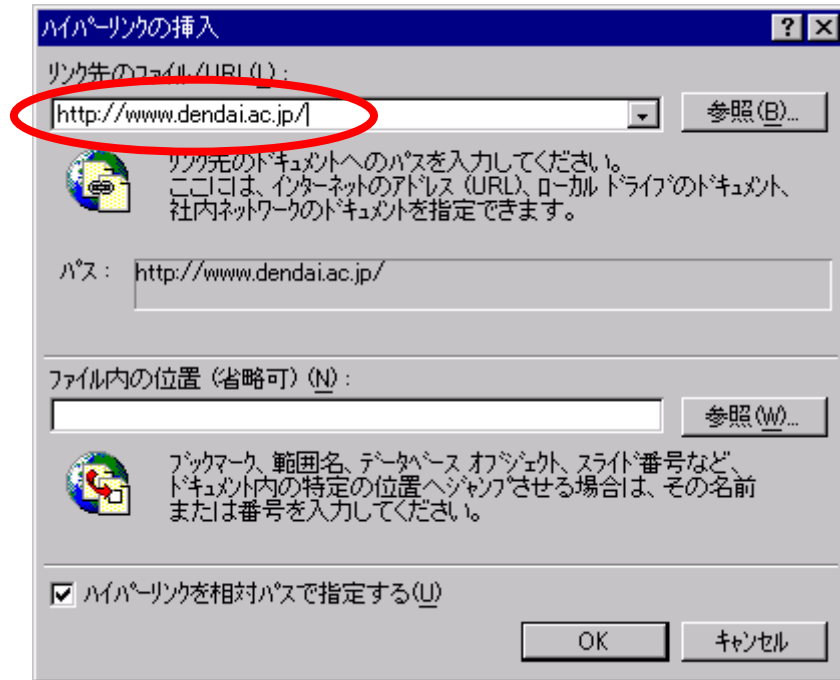 ハイパーリンクの挿入
リンク先のファイル/URL(L):
http://www.dendai.ac.jp/
参照(B)...
リンク先のドキュメントへのパスを入力してください。
ここには、インターネットのアドレス (URL)、ローカル ドライブのドキュメント、
社内ネットワークのドキュメントを指定できます。
パス: http://www.dendai.ac.jp/
ファイル内の位置 (省略可) (N):
参照(W)...
ブックマーク、範囲名、データベース オブジェクト、スライド番号など、
ドキュメント内の特定の位置へジャンプさせる場合は、その名前
または番号を入力してください。
ハイパーリンクを相対パスで指定する(U)
OK
キャンセル